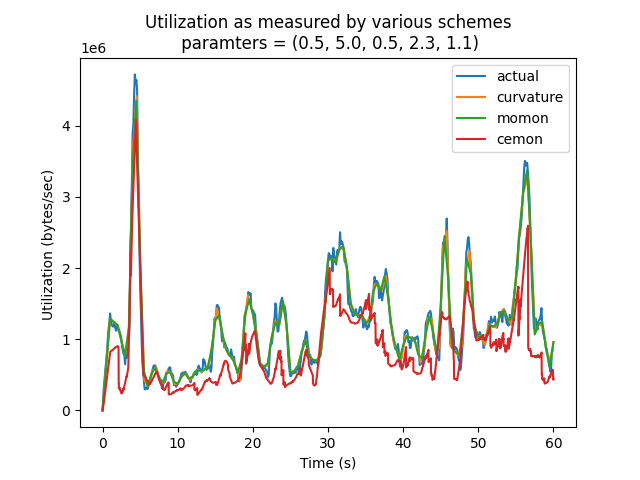 Utilization as measured by various schemes
paramters = (0.5, 5.0, 0.5, 2.3, 1.1)
1e6
actual
curvature
momon
cemon
4
3
2
1
0
Utilization (bytes/sec)
0 10 20 30 40 50 60
Time (s)